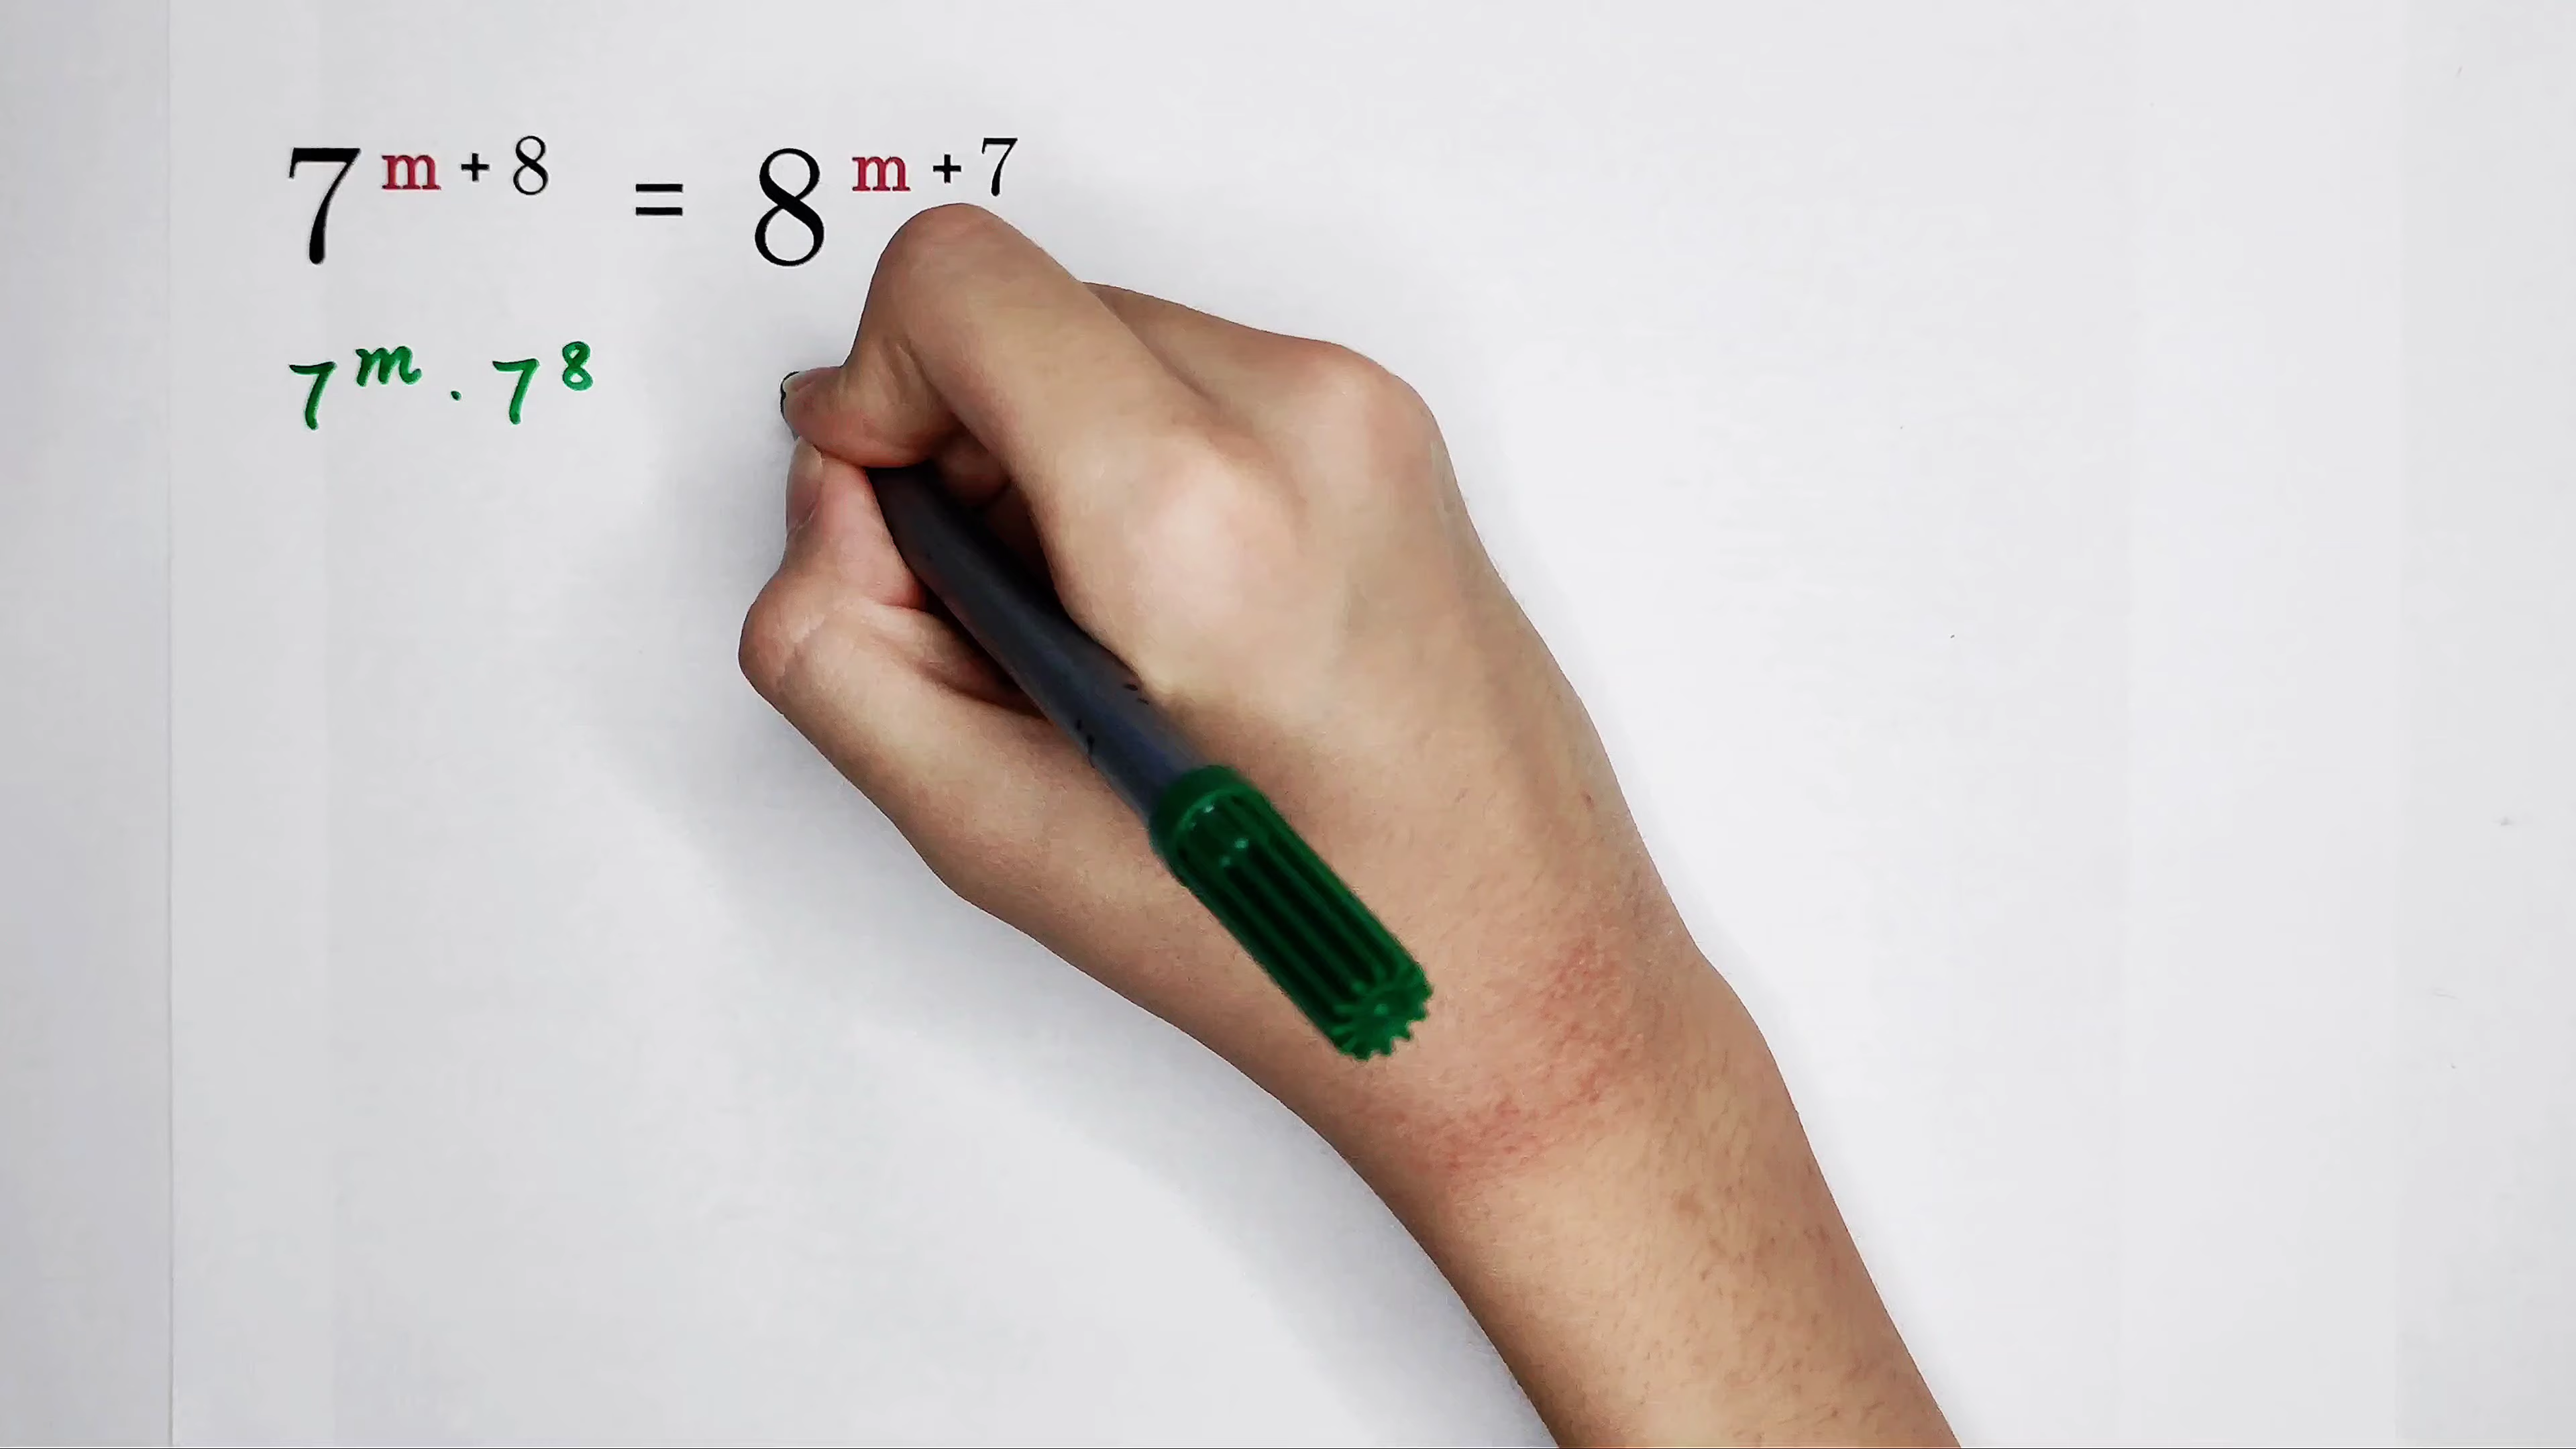 7^{m + 8} = 8^{m + 7}
7^m · 7^8